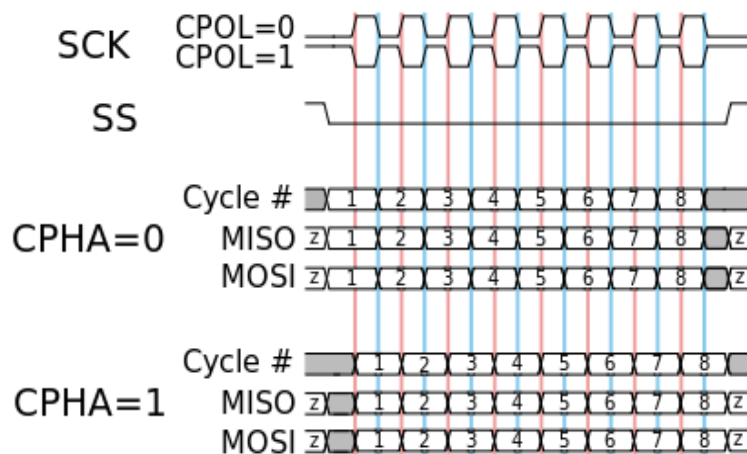 SCK CPOL=0
CPOL=1
SS
Cycle # 1 2 3 4 5 6 7 8
CPHA=0
MISO z 1 2 3 4 5 6 7 8 z
MOSI z 1 2 3 4 5 6 7 8 z
Cycle # 1 2 3 4 5 6 7 8
CPHA=1
MISO z 1 2 3 4 5 6 7 8 z
MOSI z 1 2 3 4 5 6 7 8 z